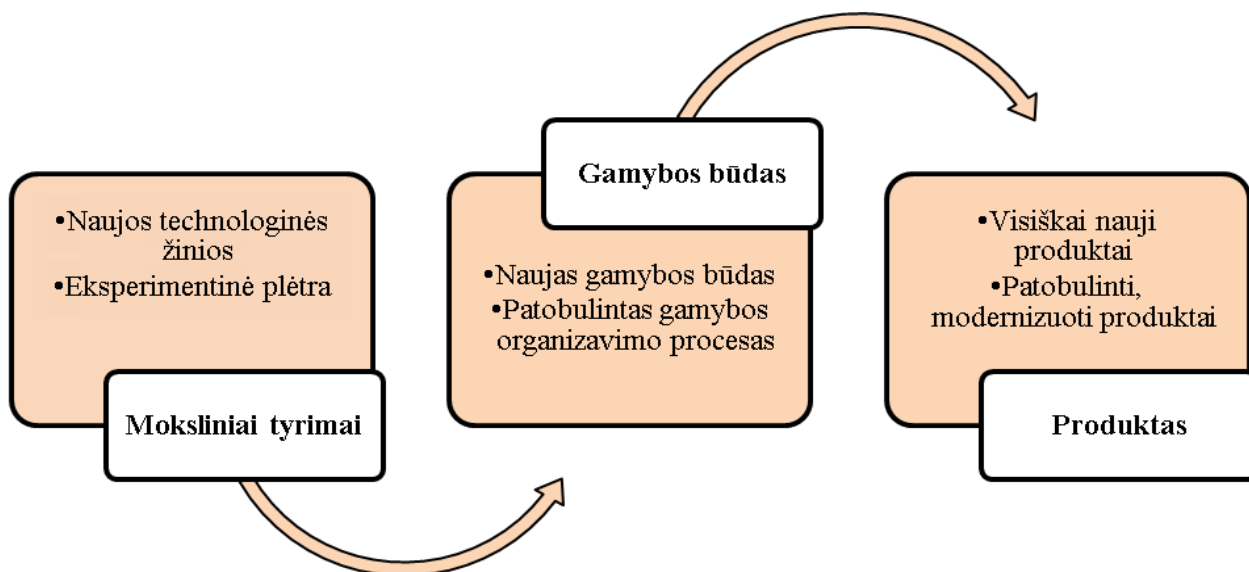 •Naujos technologinės
žinios
•Eksperimentinė plėtra
Moksliniai tyrimai
Gamybos būdas
•Naujas gamybos būdas
•Patobulintas gamybos
organizavimo procesas
•Visiškai nauji
produktai
•Patobulinti,
modernizuoti produktai
Produktas